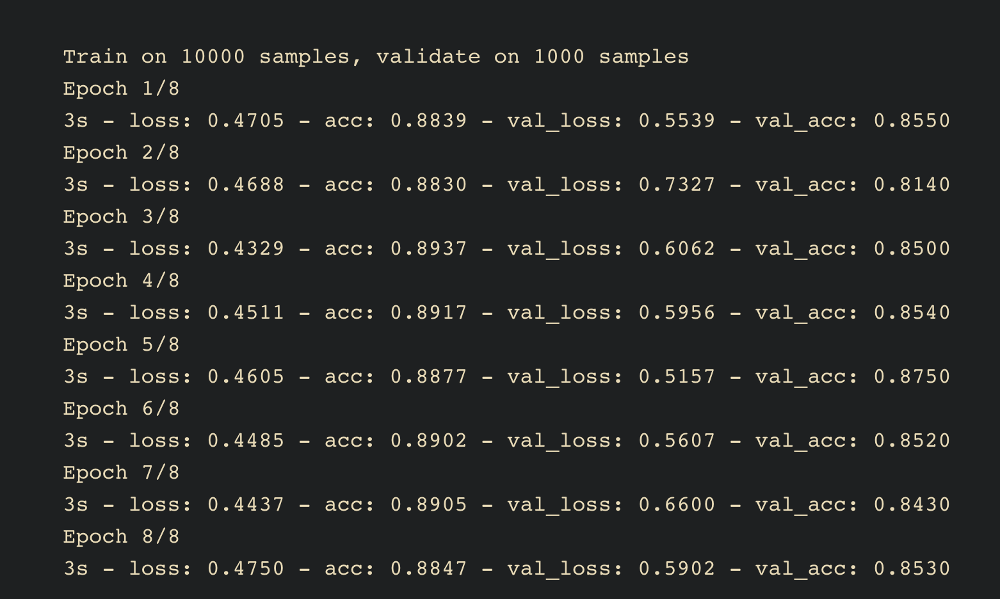 Train on 10000 samples, validate on 1000 samples
Epoch 1/8
3s - loss: 0.4705 - acc: 0.8839 - val_loss: 0.5539 - val_acc: 0.8550
Epoch 2/8
3s - loss: 0.4688 - acc: 0.8830 - val_loss: 0.7327 - val_acc: 0.8140
Epoch 3/8
3s - loss: 0.4329 - acc: 0.8937 - val_loss: 0.6062 - val_acc: 0.8500
Epoch 4/8
3s - loss: 0.4511 - acc: 0.8917 - val_loss: 0.5956 - val_acc: 0.8540
Epoch 5/8
3s - loss: 0.4605 - acc: 0.8877 - val_loss: 0.5157 - val_acc: 0.8750
Epoch 6/8
3s - loss: 0.4485 - acc: 0.8902 - val_loss: 0.5607 - val_acc: 0.8520
Epoch 7/8
3s - loss: 0.4437 - acc: 0.8905 - val_loss: 0.6600 - val_acc: 0.8430
Epoch 8/8
3s - loss: 0.4750 - acc: 0.8847 - val_loss: 0.5902 - val_acc: 0.8530